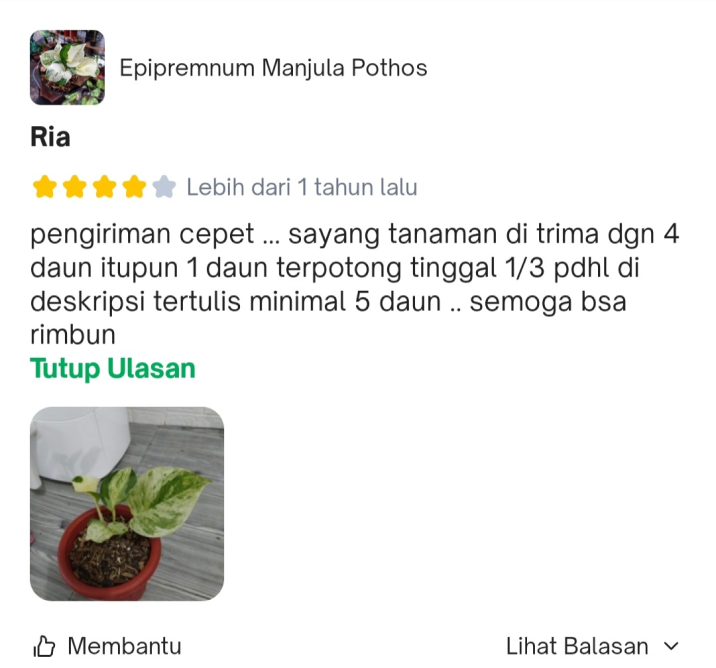 Epipremnum Manjula Pothos
Ria
Lebih dari 1 tahun lalu
pengiriman cepet ... sayang tanaman di trima dgn 4
daun itupun 1 daun terpotong tinggal 1/3 pdhl di
deskripsi tertulis minimal 5 daun .. semoga bsa
rimbun
Tutup Ulasan
Membantu
Lihat Balasan